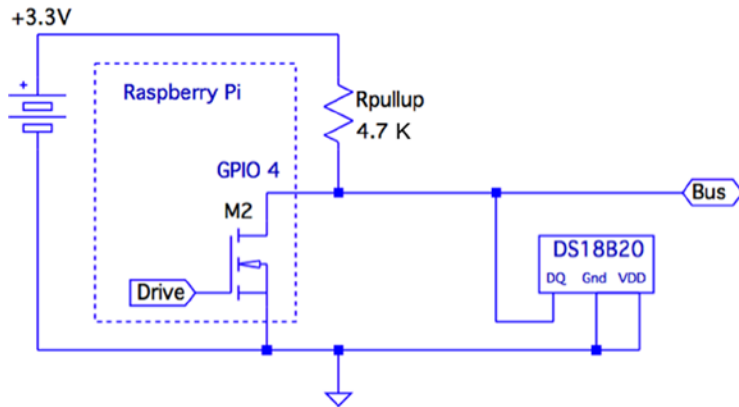 +3.3V
+
Raspberry Pi
Rpullup
4.7 K
GPIO 4
M2
Bus
DS18B20
DQ Gnd VDD
Drive